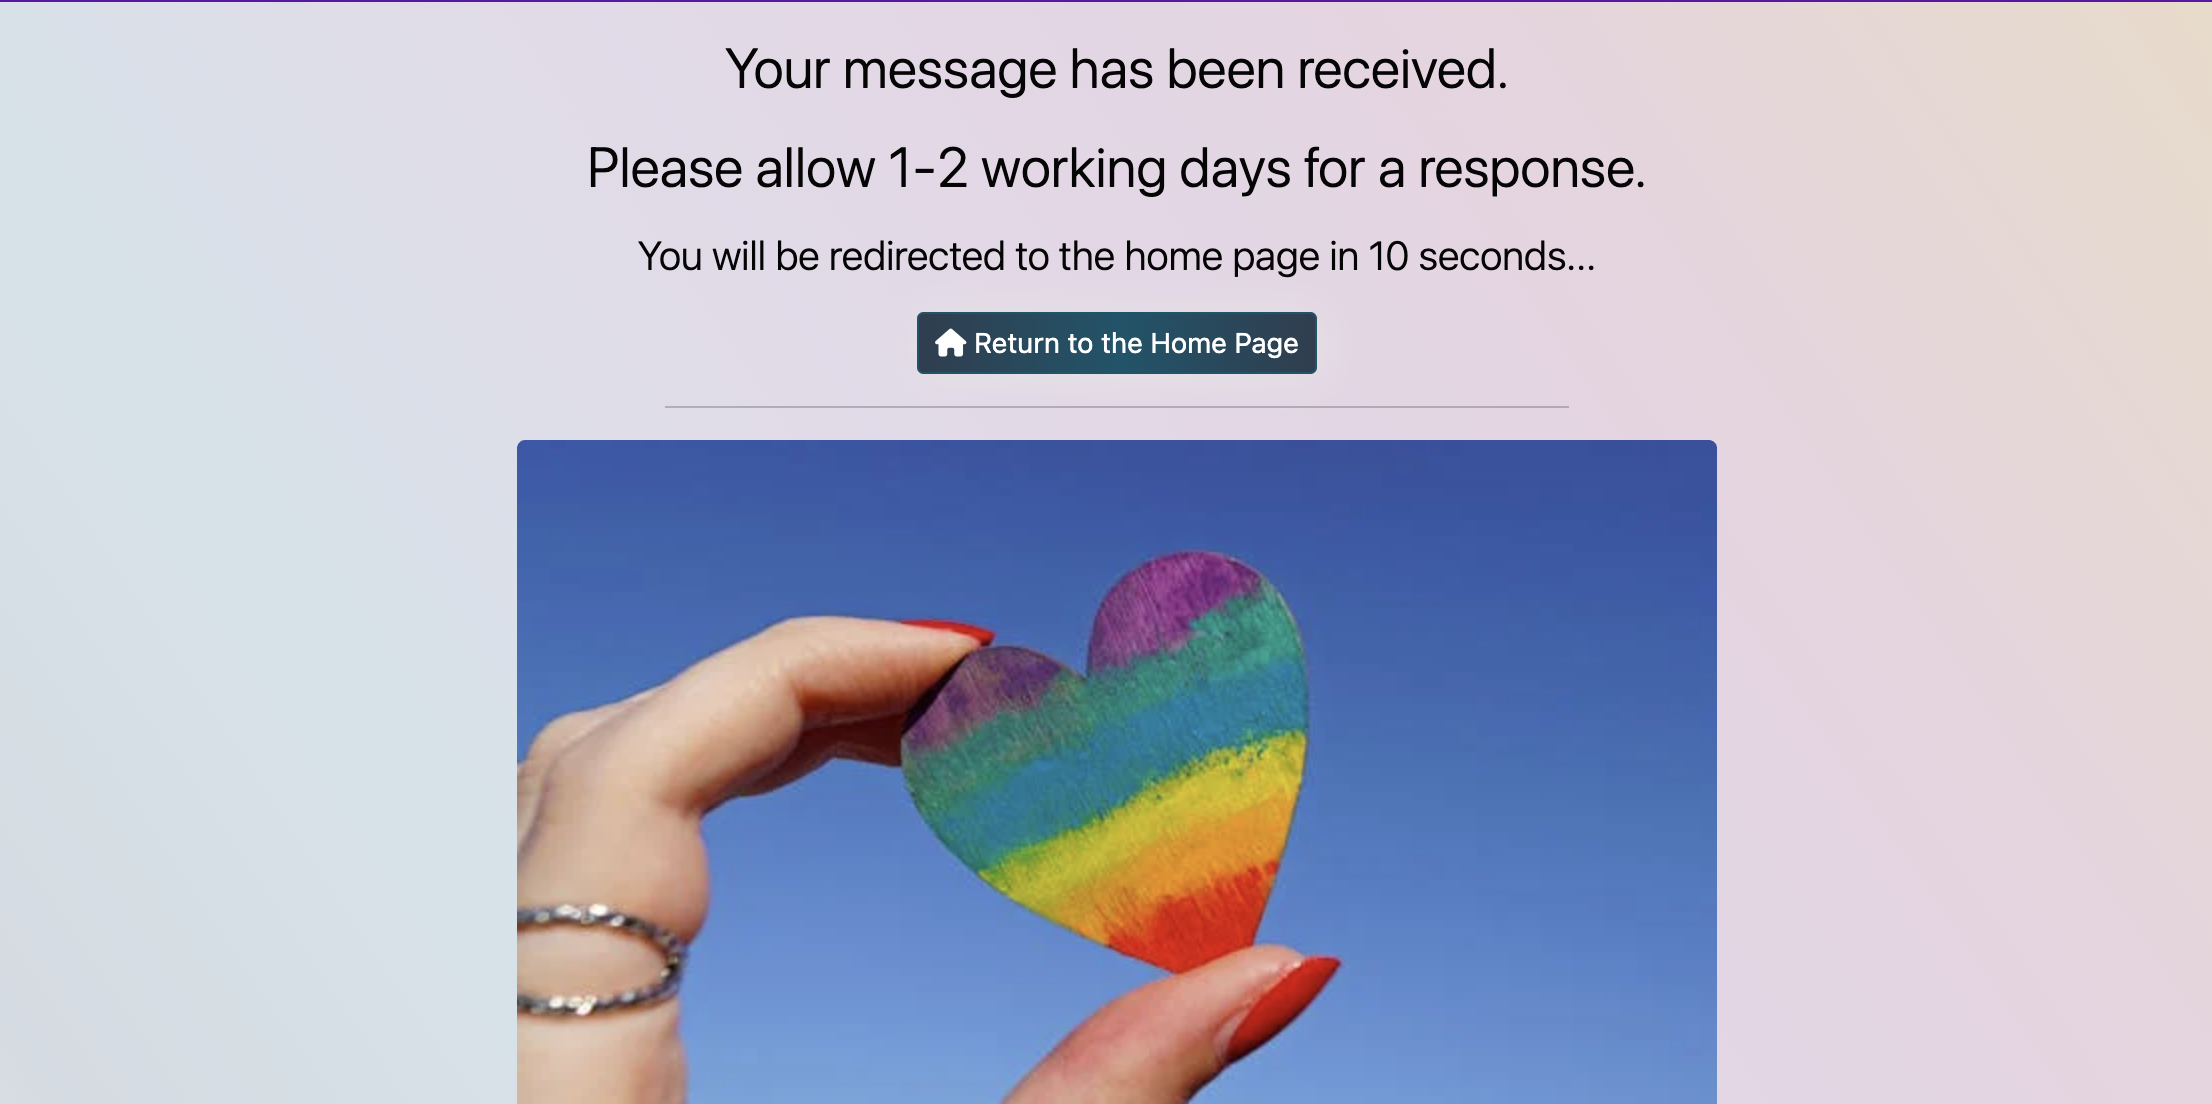 Your message has been received.
Please allow 1-2 working days for a response.
You will be redirected to the home page in 10 seconds...
Return to the Home Page